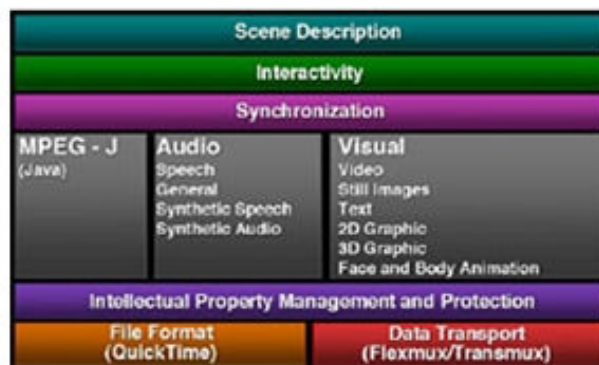 Scene Description
Interactivity
Synchronization
MPEG - J
(Java)
Audio
Speech
General
Synthetic Speech
Synthetic Audio
Visual
Video
Still Images
Text
2D Graphic
3D Graphic
Face and Body Animation
Intellectual Property Management and Protection
File Format
(QuickTime)
Data Transport
(Flexmux/Transmux)